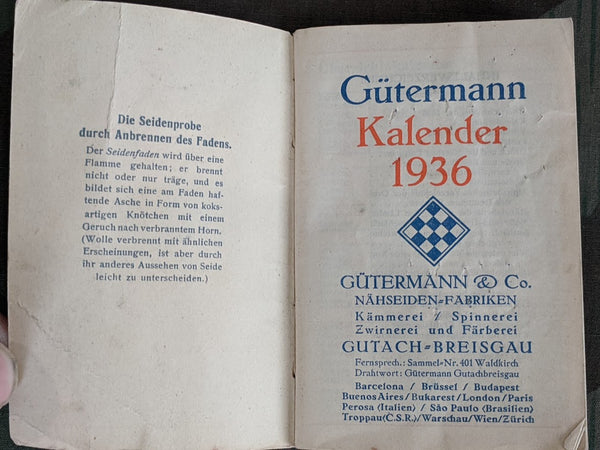 Die Seidenprobe
durch Anbrennen des Fadens.
Der Seidenfaden wird über eine
Flamme gehalten; er brennt
nicht oder nur träge, und es
bildet sich eine am Faden haf-
tende Asche in Form von koks-
artigen Knötchen mit einem
Geruch nach verbranntem Horn.
(Wolle verbrennt mit ähnlichen
Erscheinungen, ist aber durch
ihr anderes Aussehen von Seide
leicht zu unterscheiden.)
Gütermann
Kalender
1936
GÜTERMANN & Co.
NÄHSEIDEN=FABRIKEN
Kämmerei / Spinnerei
Zwirnerei und Färberei
GUTACH=BREISGAU
Fernsprech.: Sammel=Nr. 401 Waldkirch
Drahtwort: Gütermann Gutachbreisgau
Barcelona / Brüssel / Budapest
Buenos Aires / Bukarest / London / Paris
Perosa (Italien) / São Paulo (Brasilien)
Troppau (C.S.R.) / Warschau / Wien / Zürich